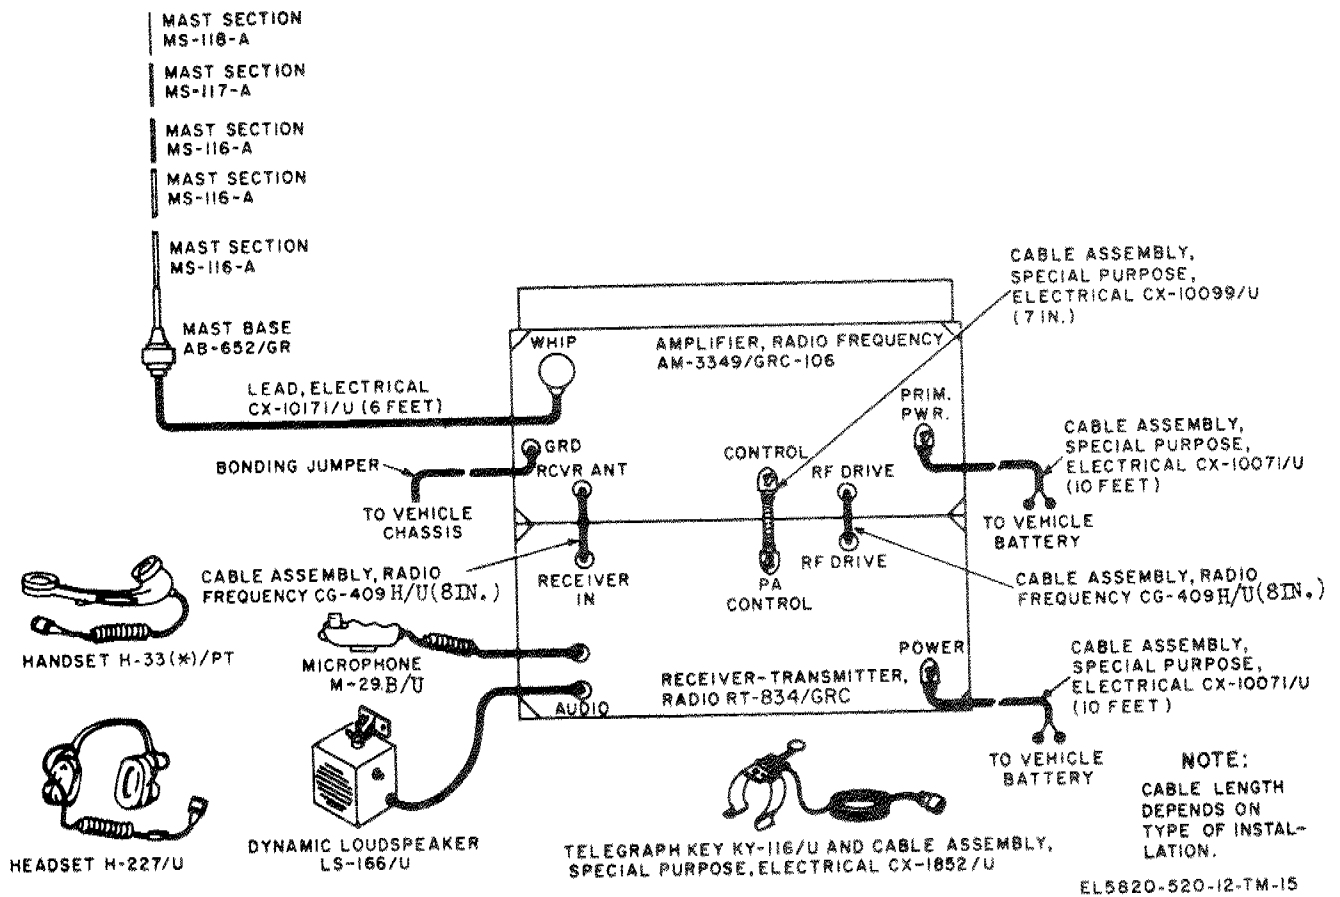 MAST SECTION
MS-118-A
MAST SECTION
MS-117-A
MAST SECTION
MS-116-A
MAST SECTION
MS-116-A
MAST SECTION
MS-116-A
MAST BASE
AB-652/GR
LEAD, ELECTRICAL
CX-10171/U (6 FEET)
BONDING JUMPER
TO VEHICLE
CHASSIS
WHIP
AMPLIFIER, RADIO FREQUENCY
AM-3349/GRC-106
CABLE ASSEMBLY,
SPECIAL PURPOSE,
ELECTRICAL CX-10099/U
(7 IN.)
PRIM.
PWR.
GRD
RCVR ANT
CONTROL
RF DRIVE
CABLE ASSEMBLY,
SPECIAL PURPOSE,
ELECTRICAL CX-10071/U
(10 FEET)
TO VEHICLE
BATTERY
CABLE ASSEMBLY, RADIO
FREQUENCY CG-409 H/U(8IN.)
RECEIVER
IN
PA
CONTROL
RF DRIVE
CABLE ASSEMBLY, RADIO
FREQUENCY CG-409 H/U(8IN.)
HANDSET H-33(*)/PT
MICROPHONE
M-29.B/U
AUDIO
RECEIVER-TRANSMITTER,
RADIO RT-834/GRC
POWER
CABLE ASSEMBLY,
SPECIAL PURPOSE,
ELECTRICAL CX-10071/U
(10 FEET)
TO VEHICLE
BATTERY
HEADSET H-227/U
DYNAMIC LOUDSPEAKER
LS-166/U
TELEGRAPH KEY KY-116/U AND CABLE ASSEMBLY,
SPECIAL PURPOSE, ELECTRICAL CX-1852/U
NOTE:
CABLE LENGTH
DEPENDS ON
TYPE OF INSTAL-
LATION.
EL5820-520-12-TM-15